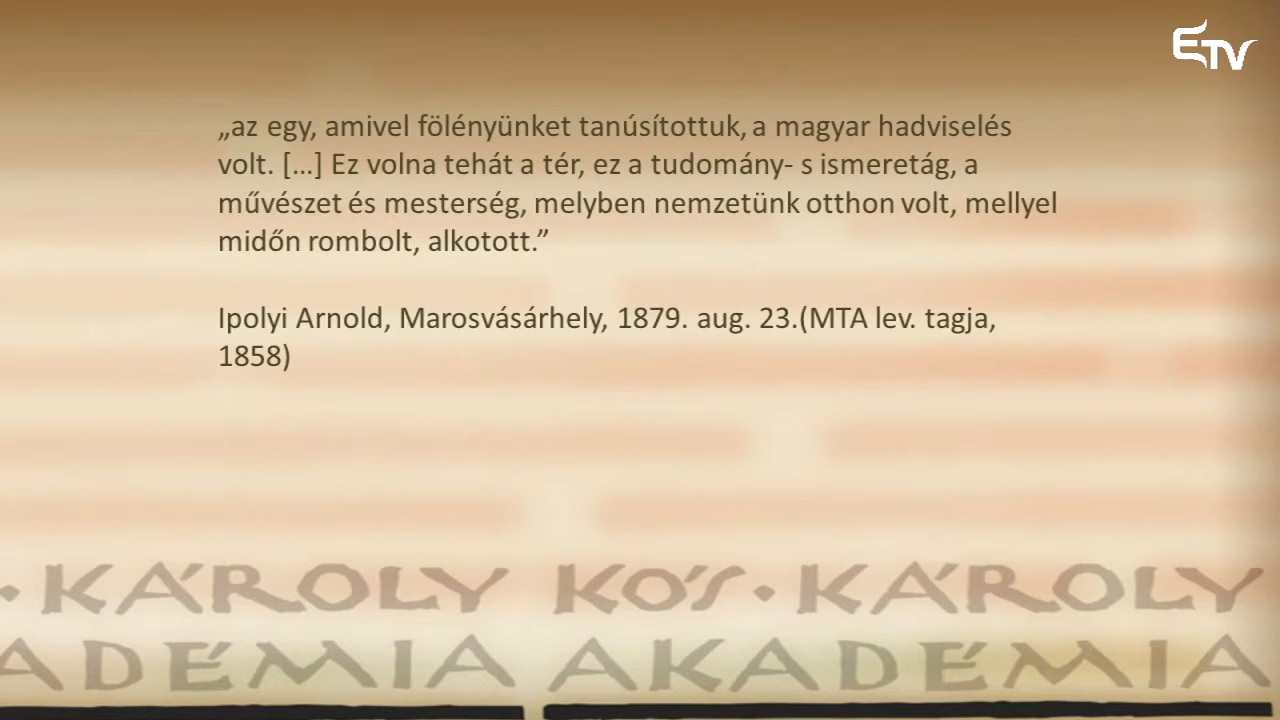 ETV
„az egy, amivel fölényünket tanúsítottuk, a magyar hadviselés
volt. […] Ez volna tehát a tér, ez a tudomány- s ismeretág, a
művészet és mesterség, melyben nemzetünk otthon volt, mellyel
midőn rombolt, alkotott.”
Ipolyi Arnold, Marosvásárhely, 1879. aug. 23.(MTA lev. tagja,
1858)
· KÁROLY KÓS · KÁROLY
ADÉMIA AKADÉMIA